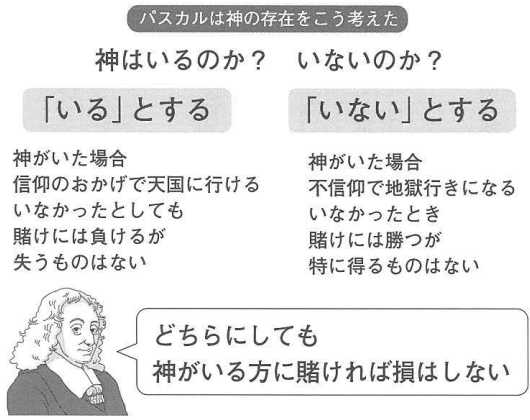 パスカルは神の存在をこう考えた
神はいるのか？　いないのか？
「いる」とする
神がいた場合
信仰のおかげで天国に行ける
いなかったとしても
賭けには負けるが
失うものはない
「いない」とする
神がいた場合
不信仰で地獄行きになる
いなかったとき
賭けには勝つが
特に得るものはない
どちらにしても
神がいる方に賭ければ損はしない